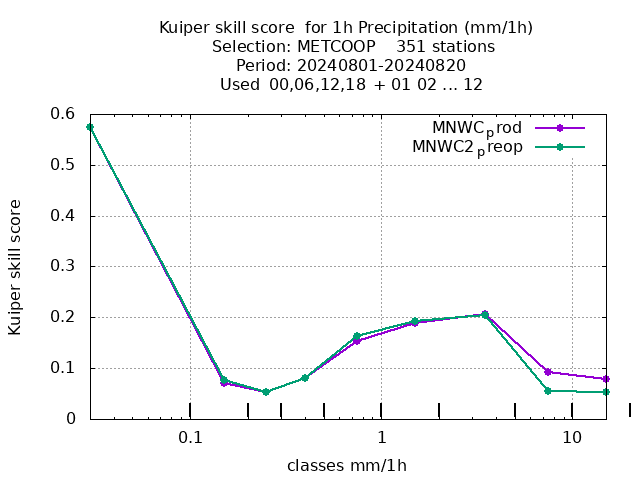 Kuiper skill score  for 1h Precipitation (mm/1h)
Selection: METCOOP    351 stations
Period: 20240801-20240820
Used  00,06,12,18  + 01 02 ... 12
MNWCprod
MNWC2preop
0.6
0.5
0.4
0.3
0.2
0.1
0
Kuiper skill score
0.1 1 10
classes mm/1h